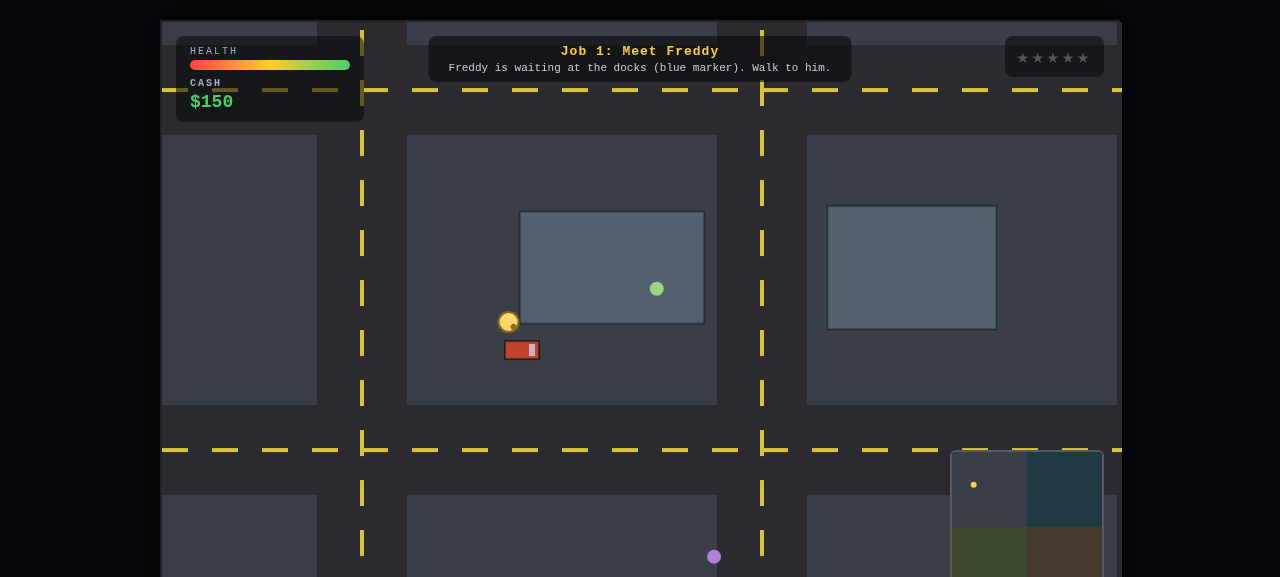 HEALTH
CASH
$150
Job 1: Meet Freddy
Freddy is waiting at the docks (blue marker). Walk to him.
★★★★★